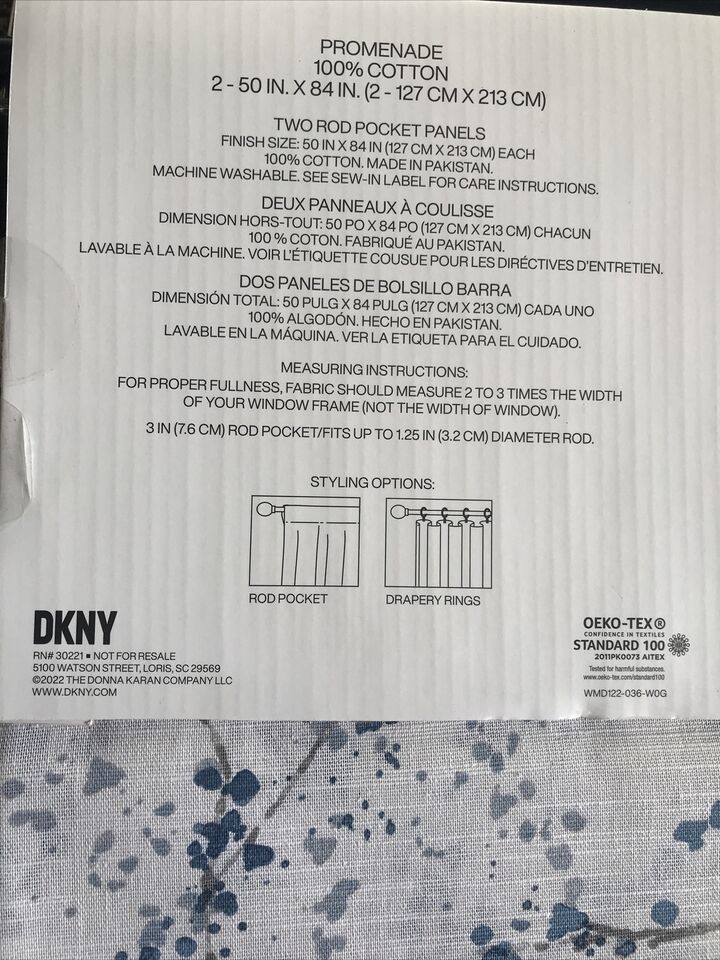 PROMENADE
100% COTTON
2 - 50 IN. X 84 IN. (2 - 127 CM X 213 CM)
TWO ROD POCKET PANELS
FINISH SIZE: 50 IN X 84 IN (127 CM X 213 CM) EACH
100% COTTON. MADE IN PAKISTAN.
MACHINE WASHABLE. SEE SEW-IN LABEL FOR CARE INSTRUCTIONS.
DEUX PANNEAUX À COULISSE
DIMENSION HORS-TOUT: 50 PO X 84 PO (127 CM X 213 CM) CHACUN
100 % COTON. FABRIQUÉ AU PAKISTAN.
LAVABLE À LA MACHINE. VOIR L'ÉTIQUETTE COUSUE POUR LES DIRÉCTIVES D'ENTRETIEN.
DOS PANELES DE BOLSILLO BARRA
DIMENSIÓN TOTAL: 50 PULG X 84 PULG (127 CM X 213 CM) CADA UNO
100% ALGODÓN. HECHO EN PAKISTAN.
LAVABLE EN LA MÁQUINA. VER LA ETIQUETA PARA EL CUIDADO.
MEASURING INSTRUCTIONS:
FOR PROPER FULLNESS, FABRIC SHOULD MEASURE 2 TO 3 TIMES THE WIDTH
OF YOUR WINDOW FRAME (NOT THE WIDTH OF WINDOW).
3 IN (7.6 CM) ROD POCKET/FITS UP TO 1.25 IN (3.2 CM) DIAMETER ROD.
STYLING OPTIONS:
ROD POCKET
DRAPERY RINGS
DKNY
RN# 30221 ▪ NOT FOR RESALE
5100 WATSON STREET, LORIS, SC 29569
©2022 THE DONNA KARAN COMPANY LLC
WWW.DKNY.COM
OEKO-TEX®
CONFIDENCE IN TEXTILES
STANDARD 100
2011PK0073 AITEX
Tested for harmful substances.
www.oeko-tex.com/standard100
WMD122-036-W0G